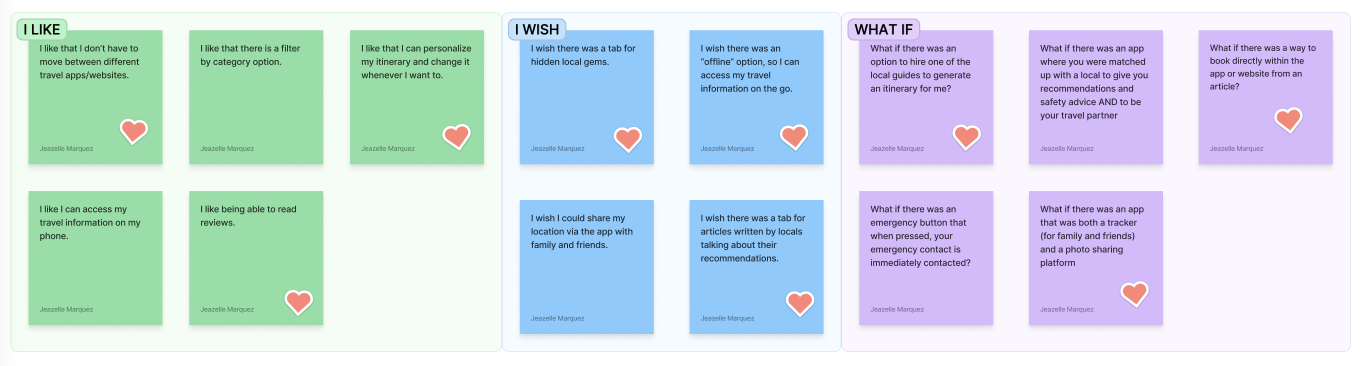 I LIKE
I like that I don't have to
move between different
travel apps/websites.
Jeazelle Marquez
I like that there is a filter
by category option.
Jeazelle Marquez
I like that I can personalize
my itinerary and change it
whenever I want to.
Jeazelle Marquez
I like I can access my
travel information on my
phone.
Jeazelle Marquez
I like being able to read
reviews.
Jeazelle Marquez
I WISH
I wish there was a tab for
hidden local gems.
Jeazelle Marquez
I wish there was an
“offline” option, so I can
access my travel
information on the go.
Jeazelle Marquez
I wish I could share my
location via the app with
family and friends.
Jeazelle Marquez
I wish there was a tab for
articles written by locals
talking about their
recommendations.
Jeazelle Marquez
WHAT IF
What if there was an
option to hire one of the
local guides to generate
an itinerary for me?
Jeazelle Marquez
What if there was an app
where you were matched
up with a local to give you
recommendations and
safety advice AND to be
your travel partner
Jeazelle Marquez
What if there was a way to
book directly within the
app or website from an
article?
Jeazelle Marquez
What if there was an
emergency button that
when pressed, your
emergency contact is
immediately contacted?
Jeazelle Marquez
What if there was an app
that was both a tracker
(for family and friends)
and a photo sharing
platform
Jeazelle Marquez